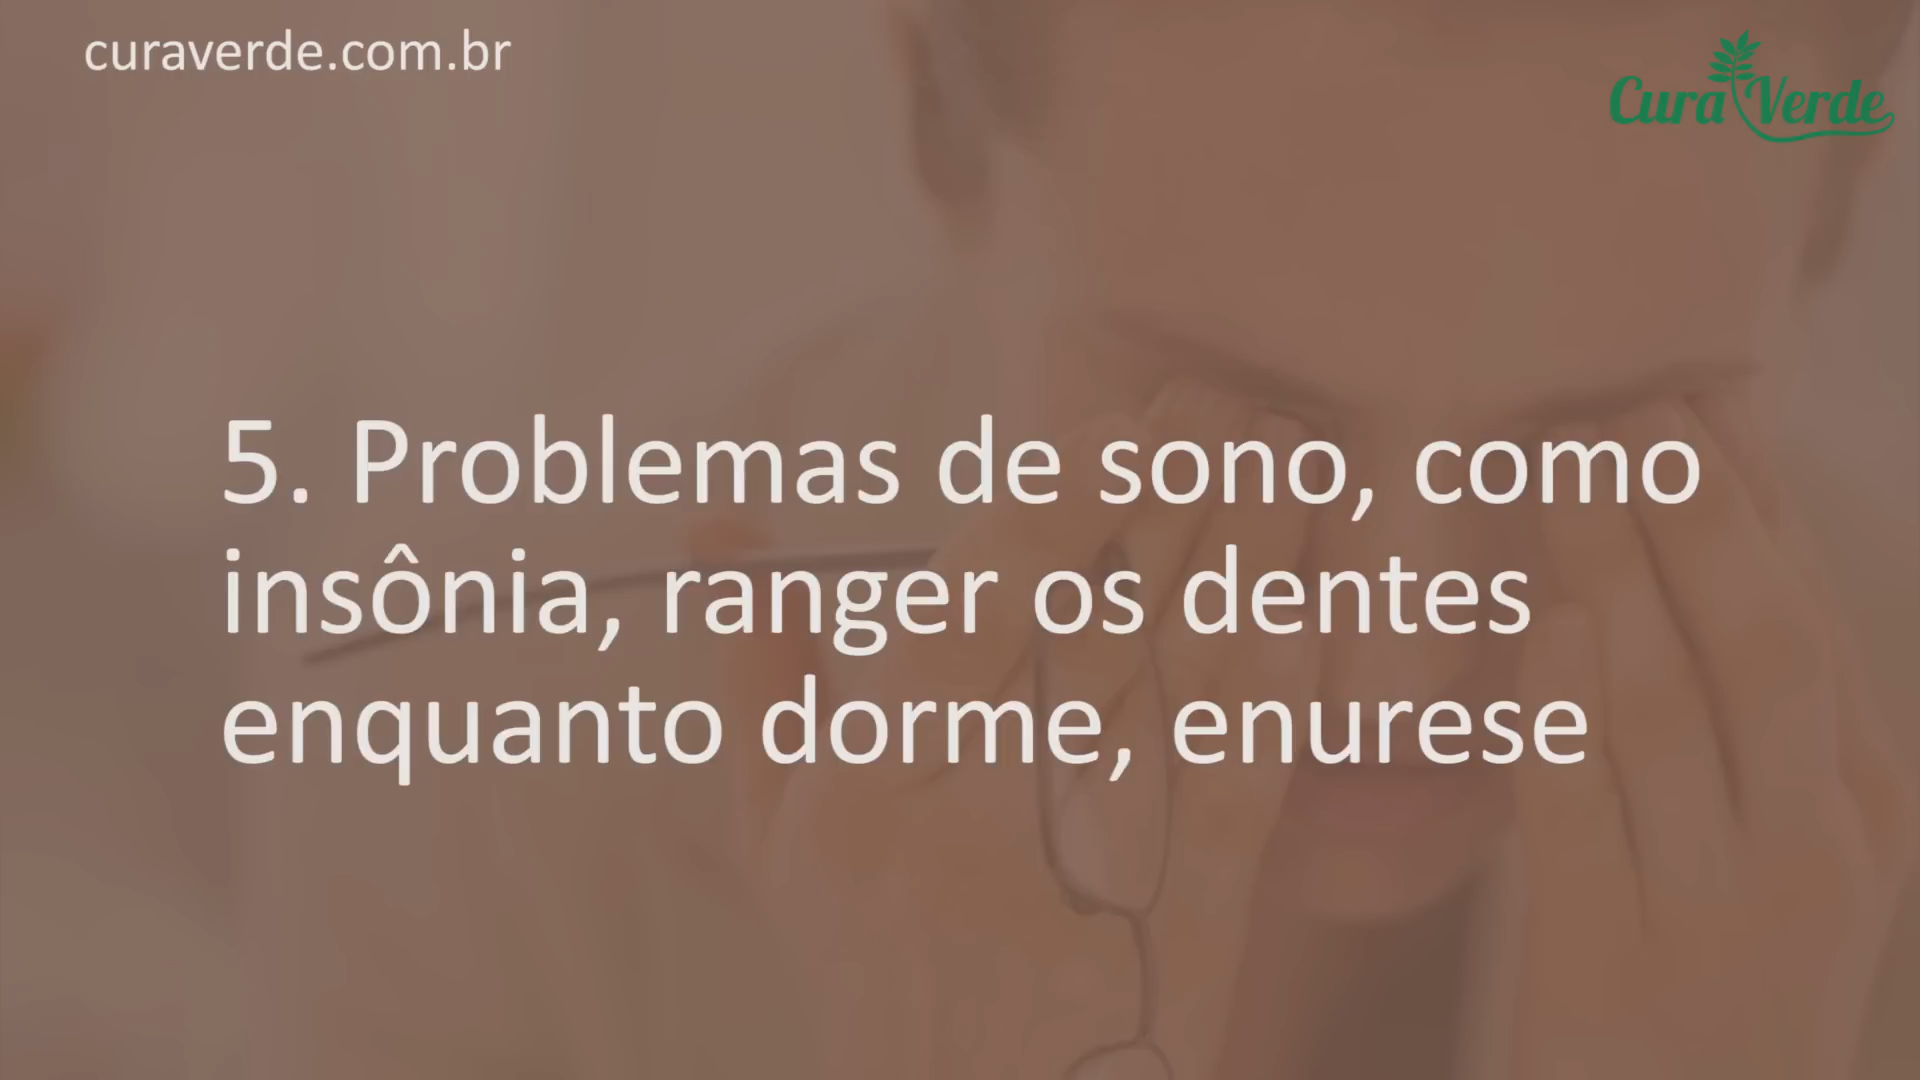 curaverde.com.br
Cura Verde
5. Problemas de sono, como
insônia, ranger os dentes
enquanto dorme, enurese